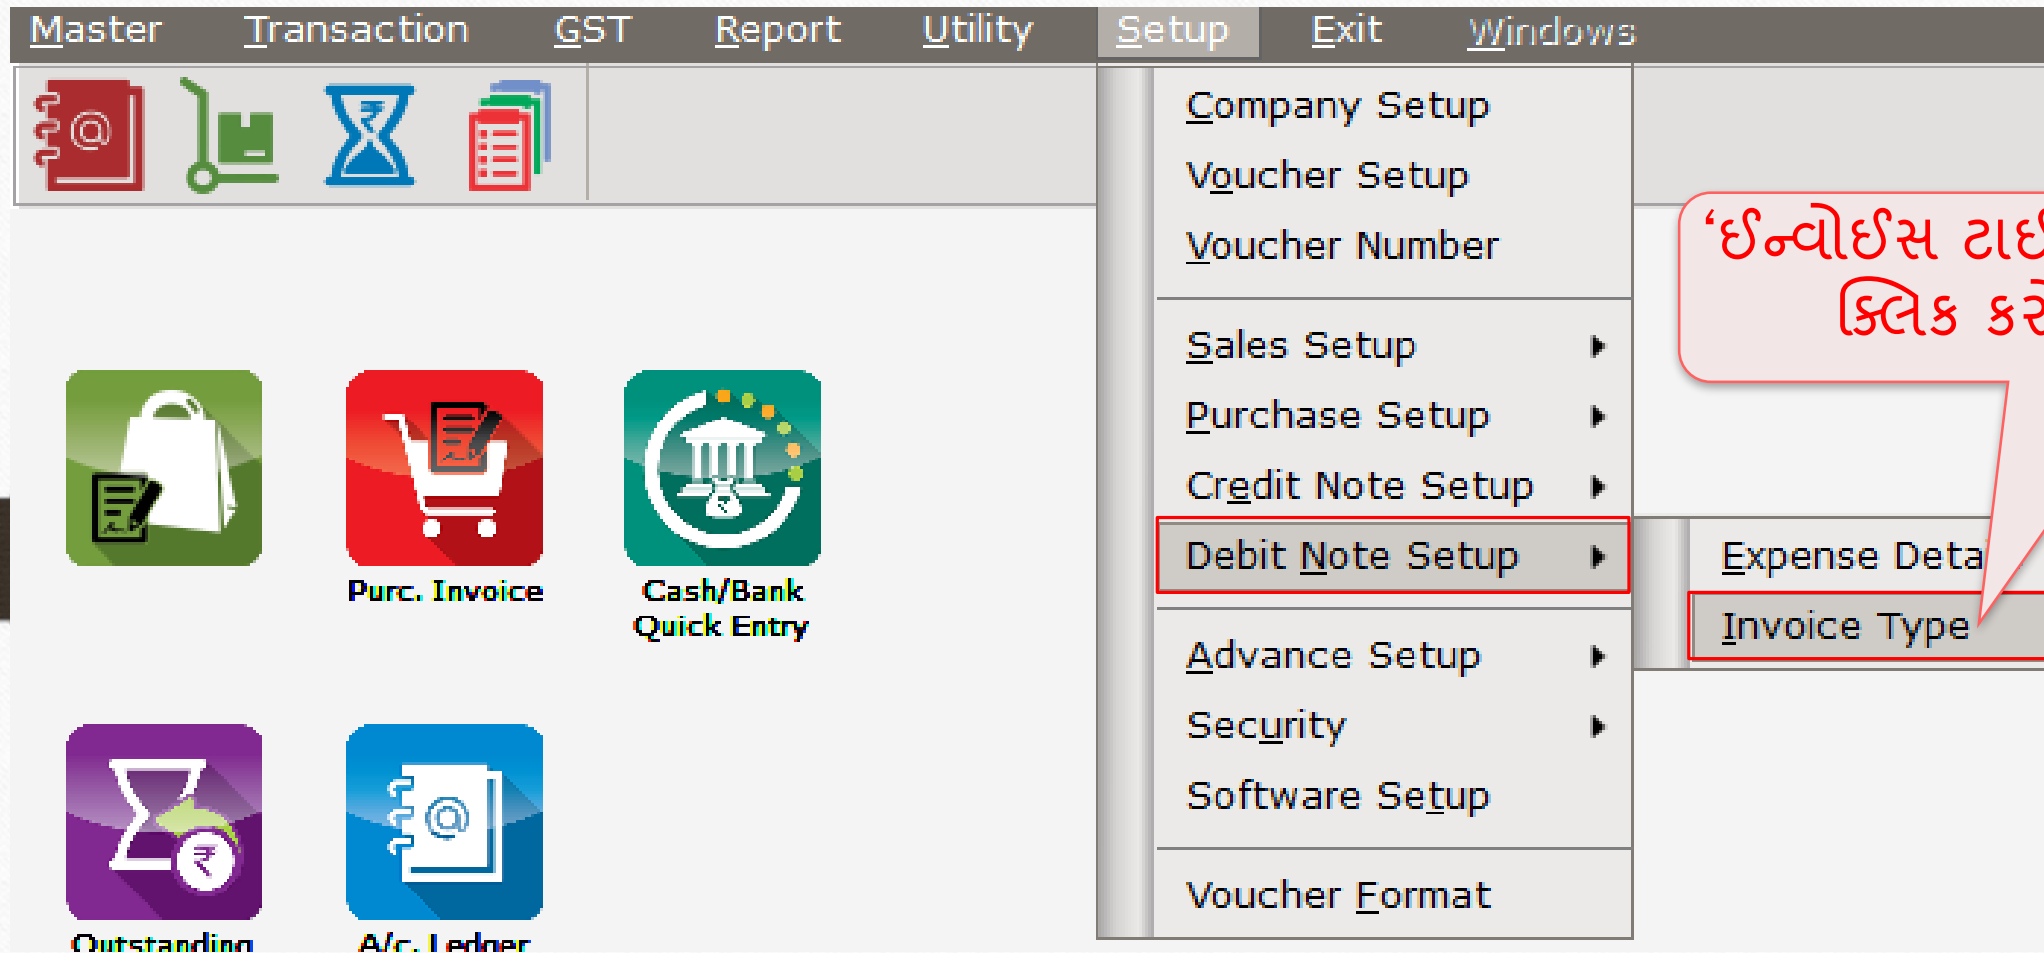 Master Transaction GST Report Utility Setup Exit Windows
Company Setup
Voucher Setup
Voucher Number
Sales Setup
Purchase Setup
Credit Note Setup
Debit Note Setup
Advance Setup
Security
Software Setup
Voucher Format
Expense
Invoice Type
‘ઈન્વોઈસ
ક્લિક
Purc. Invoice
Cash/Bank
Quick Entry
Outstanding
A/c. Ledger